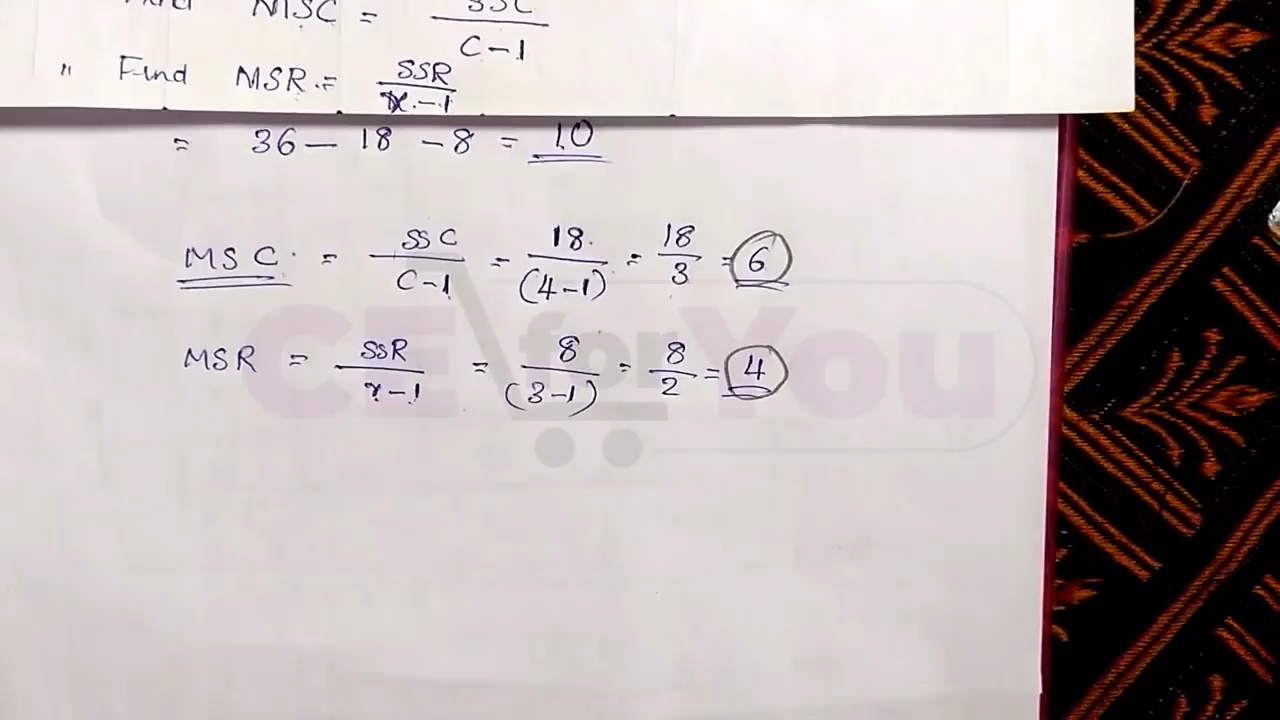 Find MSC = SSC / C-1
" Find MSR = SSR / r-1
= 36 - 18 - 8 = 10
MSC = SSC / C-1 = 18 / (4-1) = 18 / 3 = 6
MSR = SSR / r-1 = 8 / (3-1) = 8 / 2 = 4
CE for You